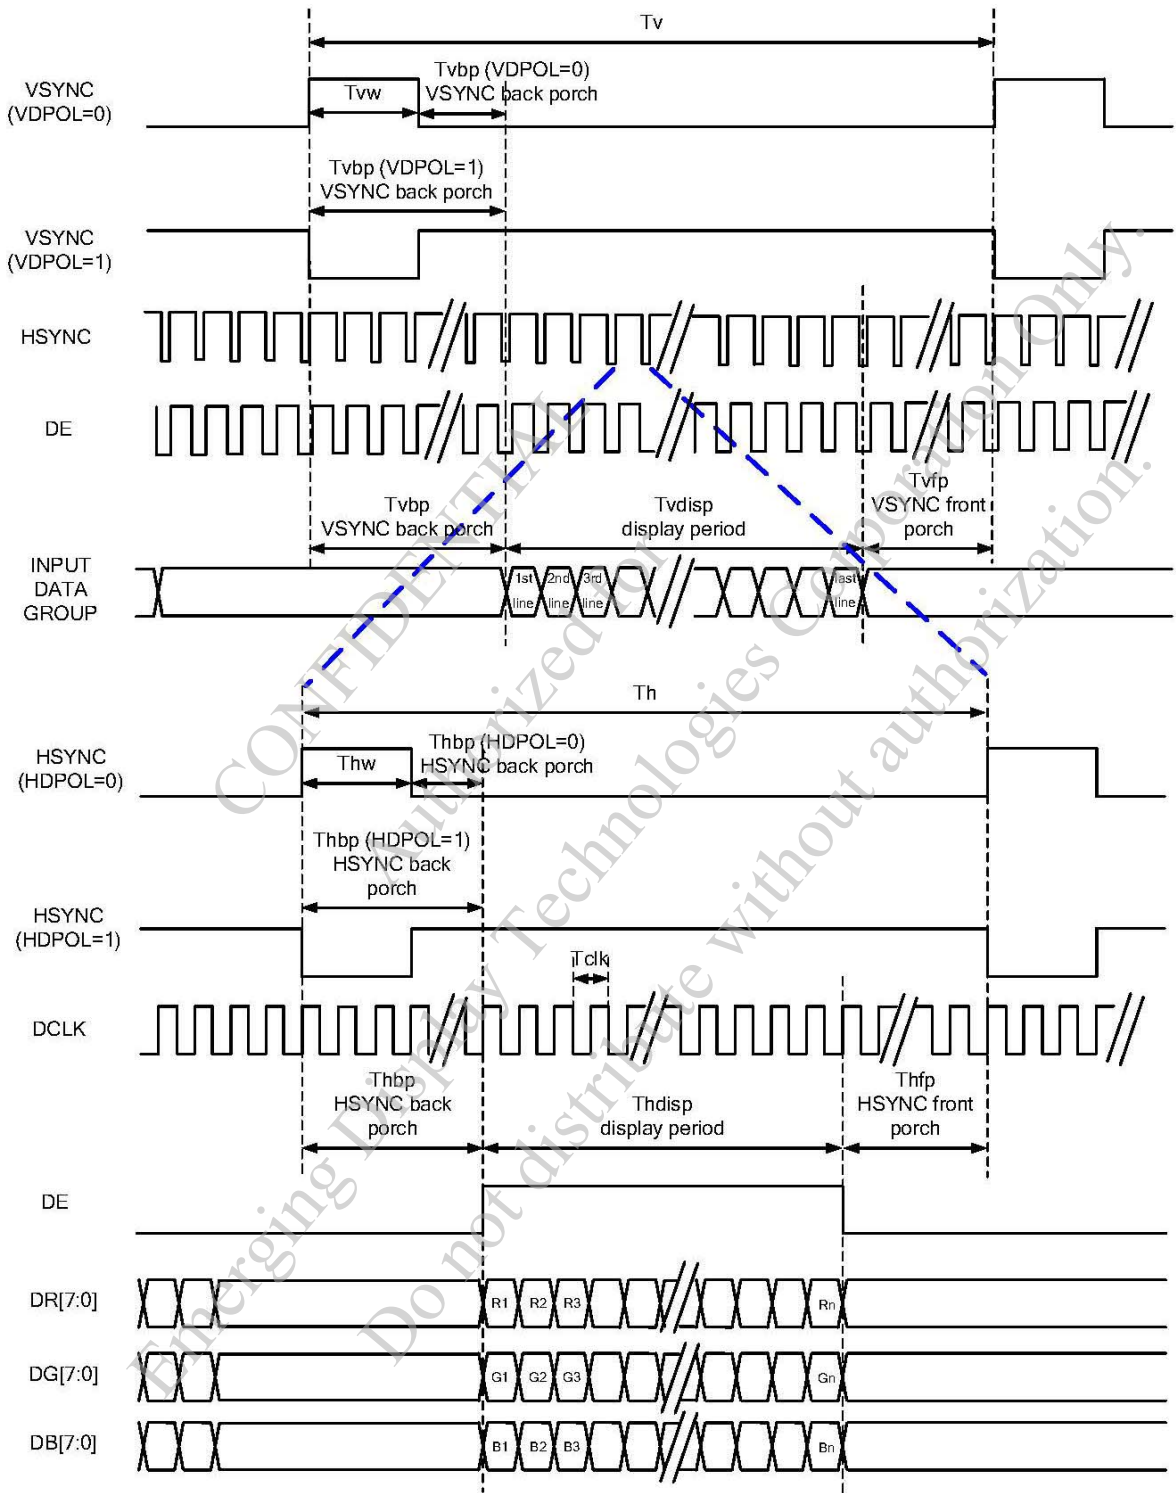 Tv
VSYNC
(VDPOL=0)
Tvw
Tvbp (VDPOL=0)
VSYNC back porch
Tvbp (VDPOL=1)
VSYNC back porch
VSYNC
(VDPOL=1)
HSYNC
DE
Tvbp
VSYNC back porch
Tvdisp
display period
Tvfp
VSYNC front
porch
INPUT
DATA
GROUP
1st
line
2nd
line
3rd
line
last
line
Th
HSYNC
(HDPOL=0)
Thw
Thbp (HDPOL=0)
HSYNC back porch
Thbp (HDPOL=1)
HSYNC back
porch
HSYNC
(HDPOL=1)
Tclk
DCLK
Thbp
HSYNC back
porch
Thdisp
display period
Thfp
HSYNC front
porch
DE
DR[7:0]
R1 R2 R3 Rn
DG[7:0]
G1 G2 G3 Gn
DB[7:0]
B1 B2 B3 Bn
CONFIDENTIAL
Authorized for
Emerging Display Technologies Corporation Only.
Do not distribute without authorization.